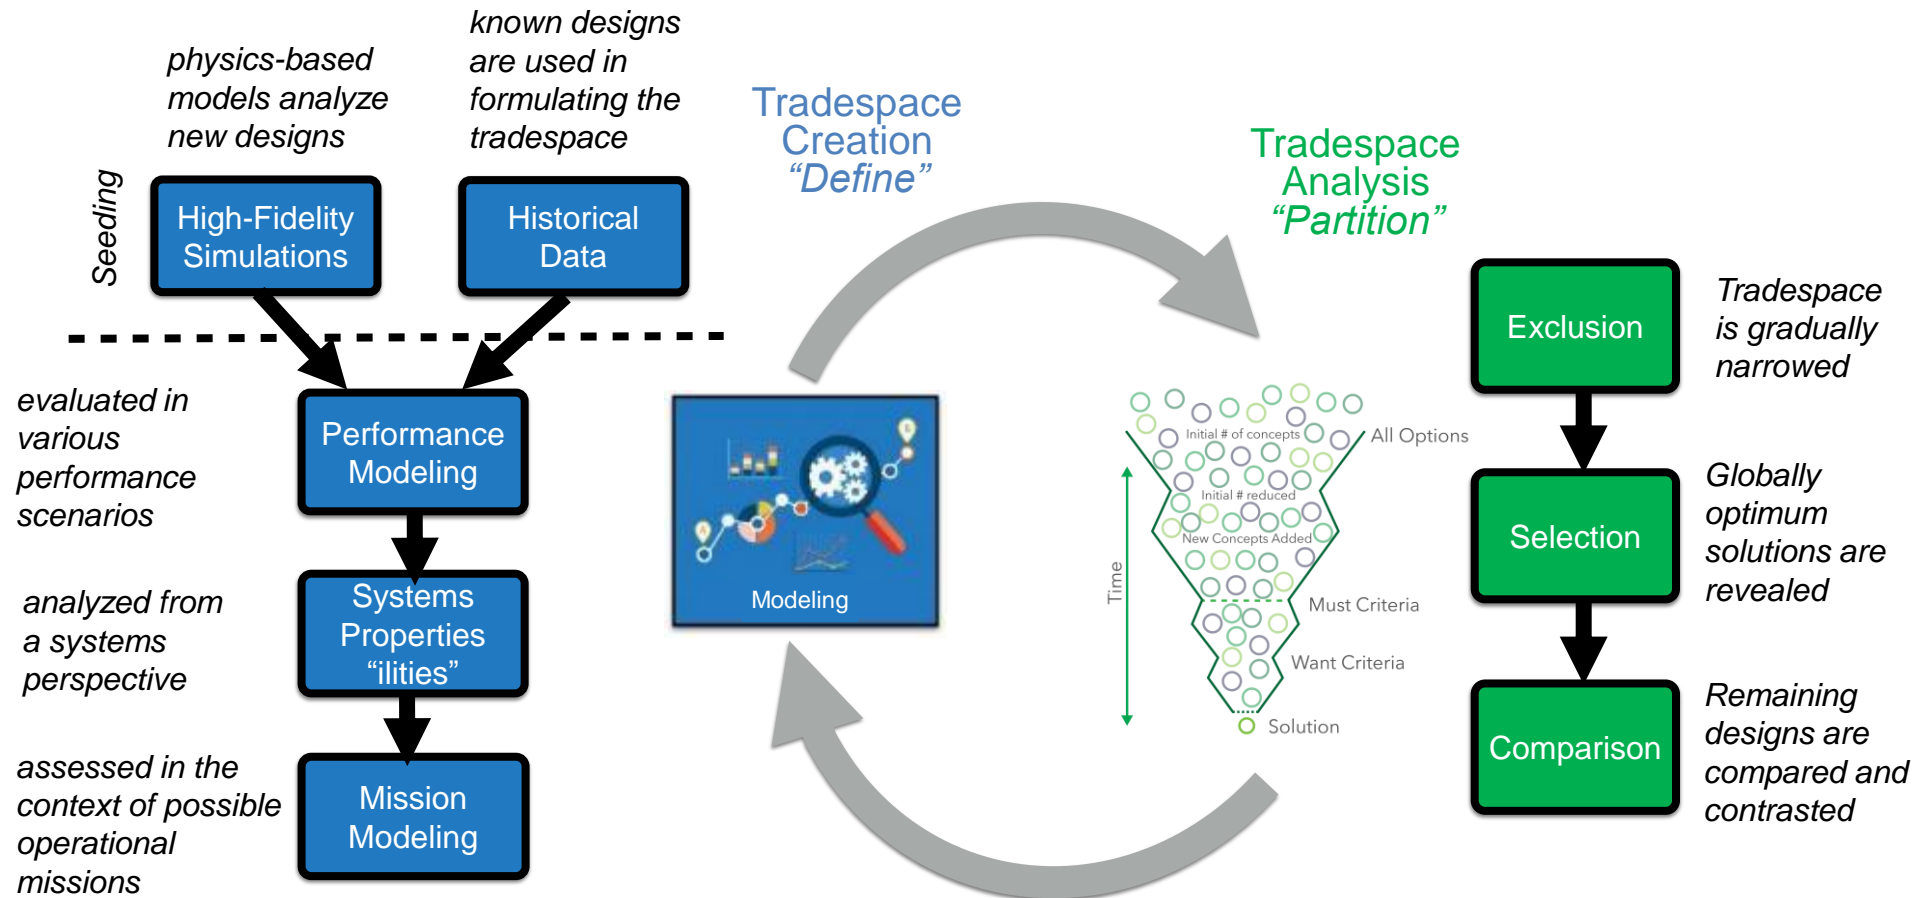 physics-based
models analyze
new designs
known designs
are used in
formulating the
tradespace
Seeding
High-Fidelity
Simulations
Historical
Data
evaluated in
various
performance
scenarios
Performance
Modeling
analyzed from
a systems
perspective
Systems
Properties
“ilities”
assessed in the
context of possible
operational
missions
Mission
Modeling
Tradespace
Creation
“Define”
A
B
Modeling
Tradespace
Analysis
“Partition”
Initial # of concepts
All Options
Initial # reduced
New Concepts Added
Time
Must Criteria
Want Criteria
Solution
Exclusion
Tradespace
is gradually
narrowed
Selection
Globally
optimum
solutions are
revealed
Comparison
Remaining
designs are
compared and
contrasted